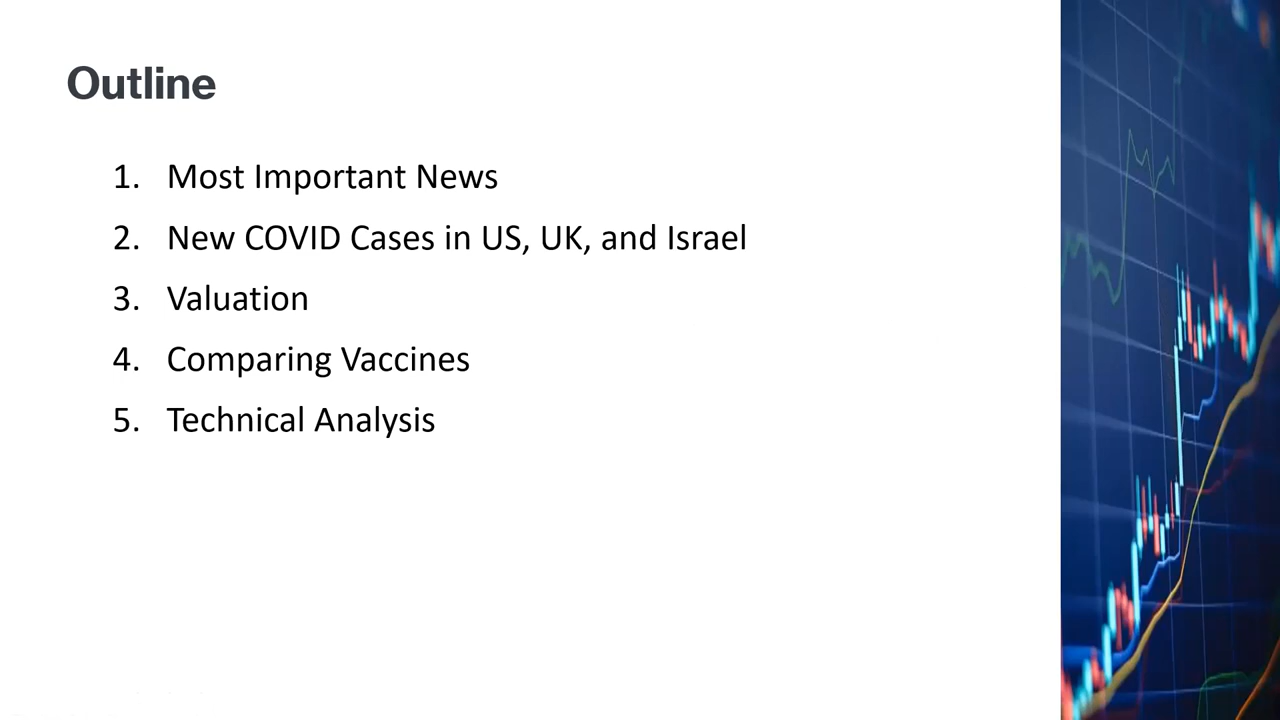 Outline
1. Most Important News
2. New COVID Cases in US, UK, and Israel
3. Valuation
4. Comparing Vaccines
5. Technical Analysis